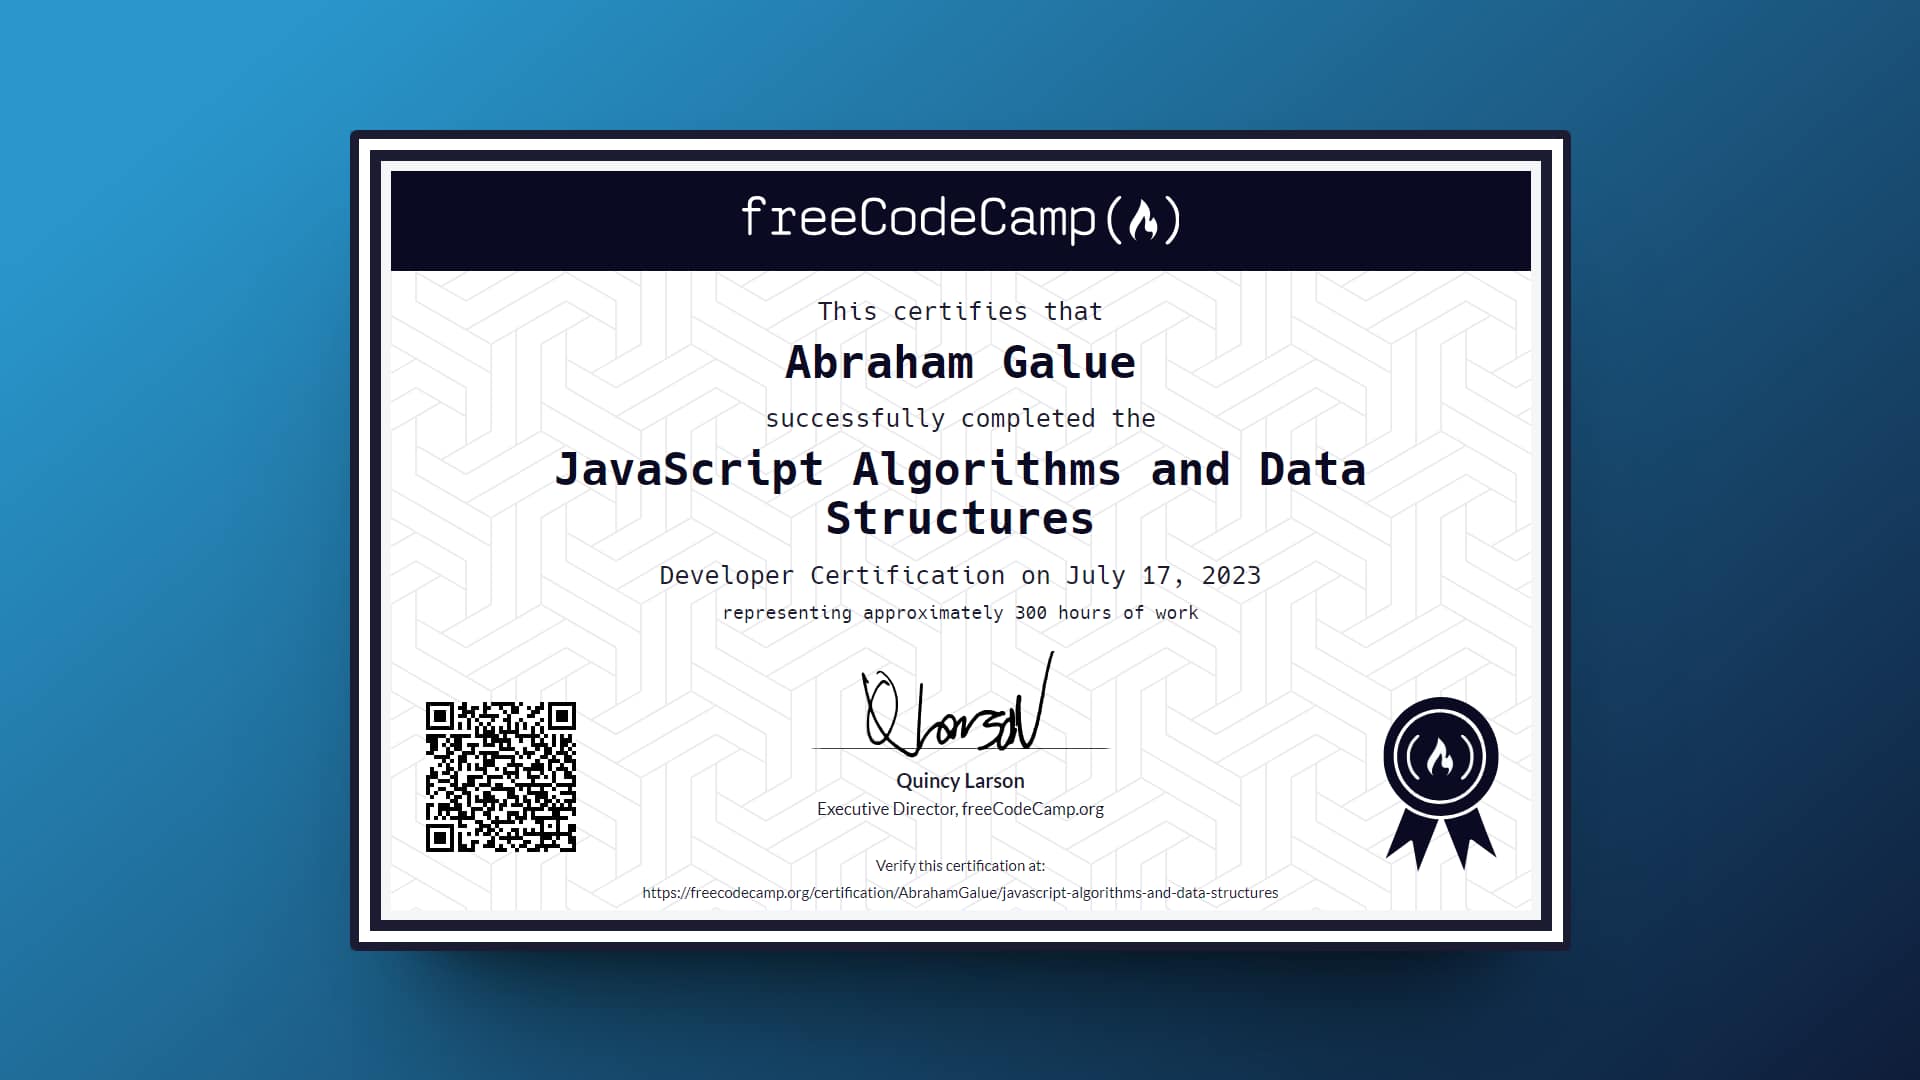 freeCodeCamp
This certifies that
Abraham Galue
successfully completed the
JavaScript Algorithms and Data
Structures
Developer Certification on July 17, 2023
representing approximately 300 hours of work
Quincy Larson
Executive Director, freeCodeCamp.org
Verify this certification at:
https://freecodecamp.org/certification/AbrahamGalue/javascript-algorithms-and-data-structures